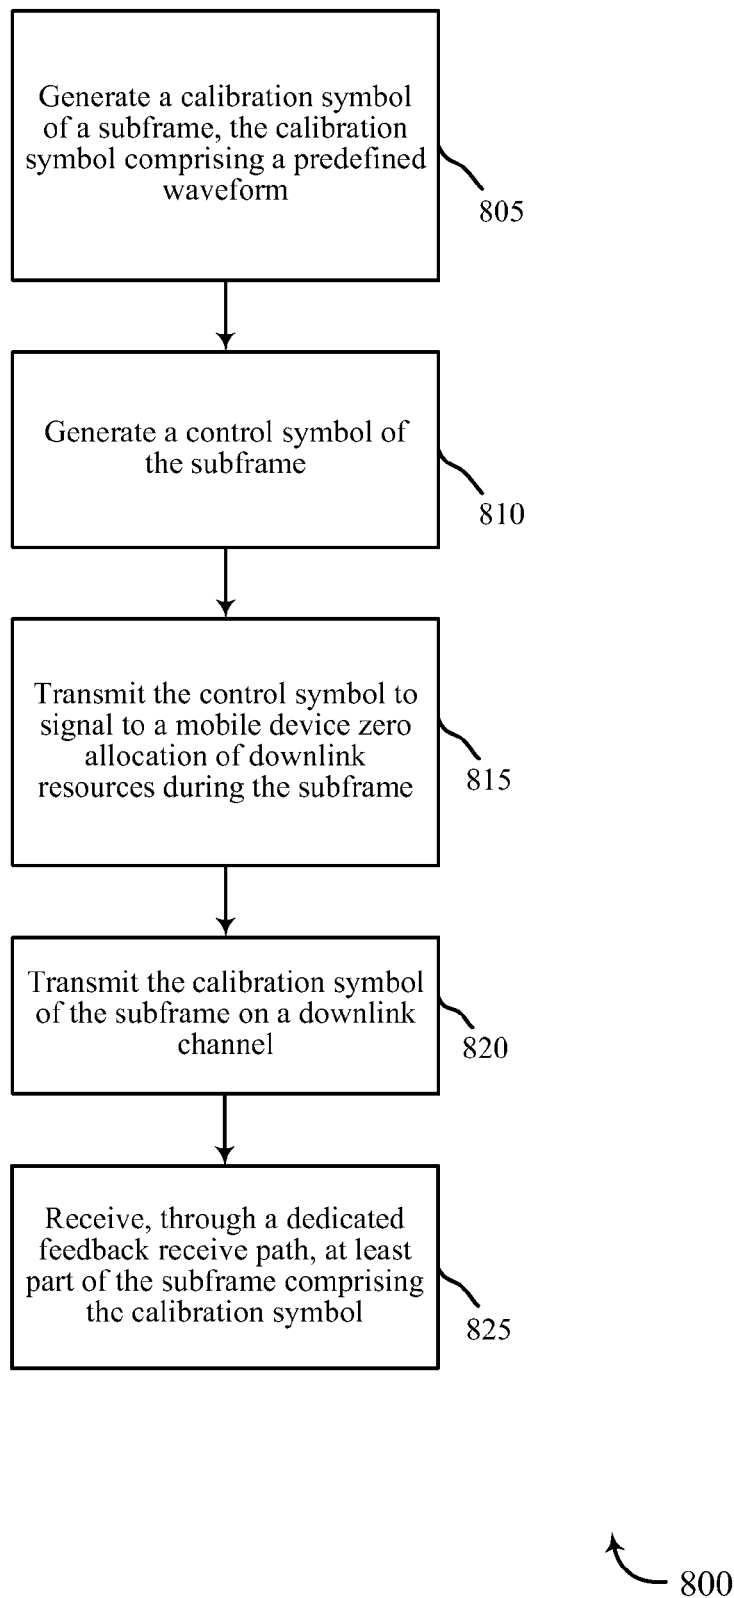 Generate a calibration symbol
of a subframe, the calibration
symbol comprising a predefined
waveform
805
Generate a control symbol of
the subframe
810
Transmit the control symbol to
signal to a mobile device zero
allocation of downlink
resources during the subframe
815
Transmit the calibration symbol
of the subframe on a downlink
channel
820
Receive, through a dedicated
feedback receive path, at least
part of the subframe comprising
the calibration symbol
825
800